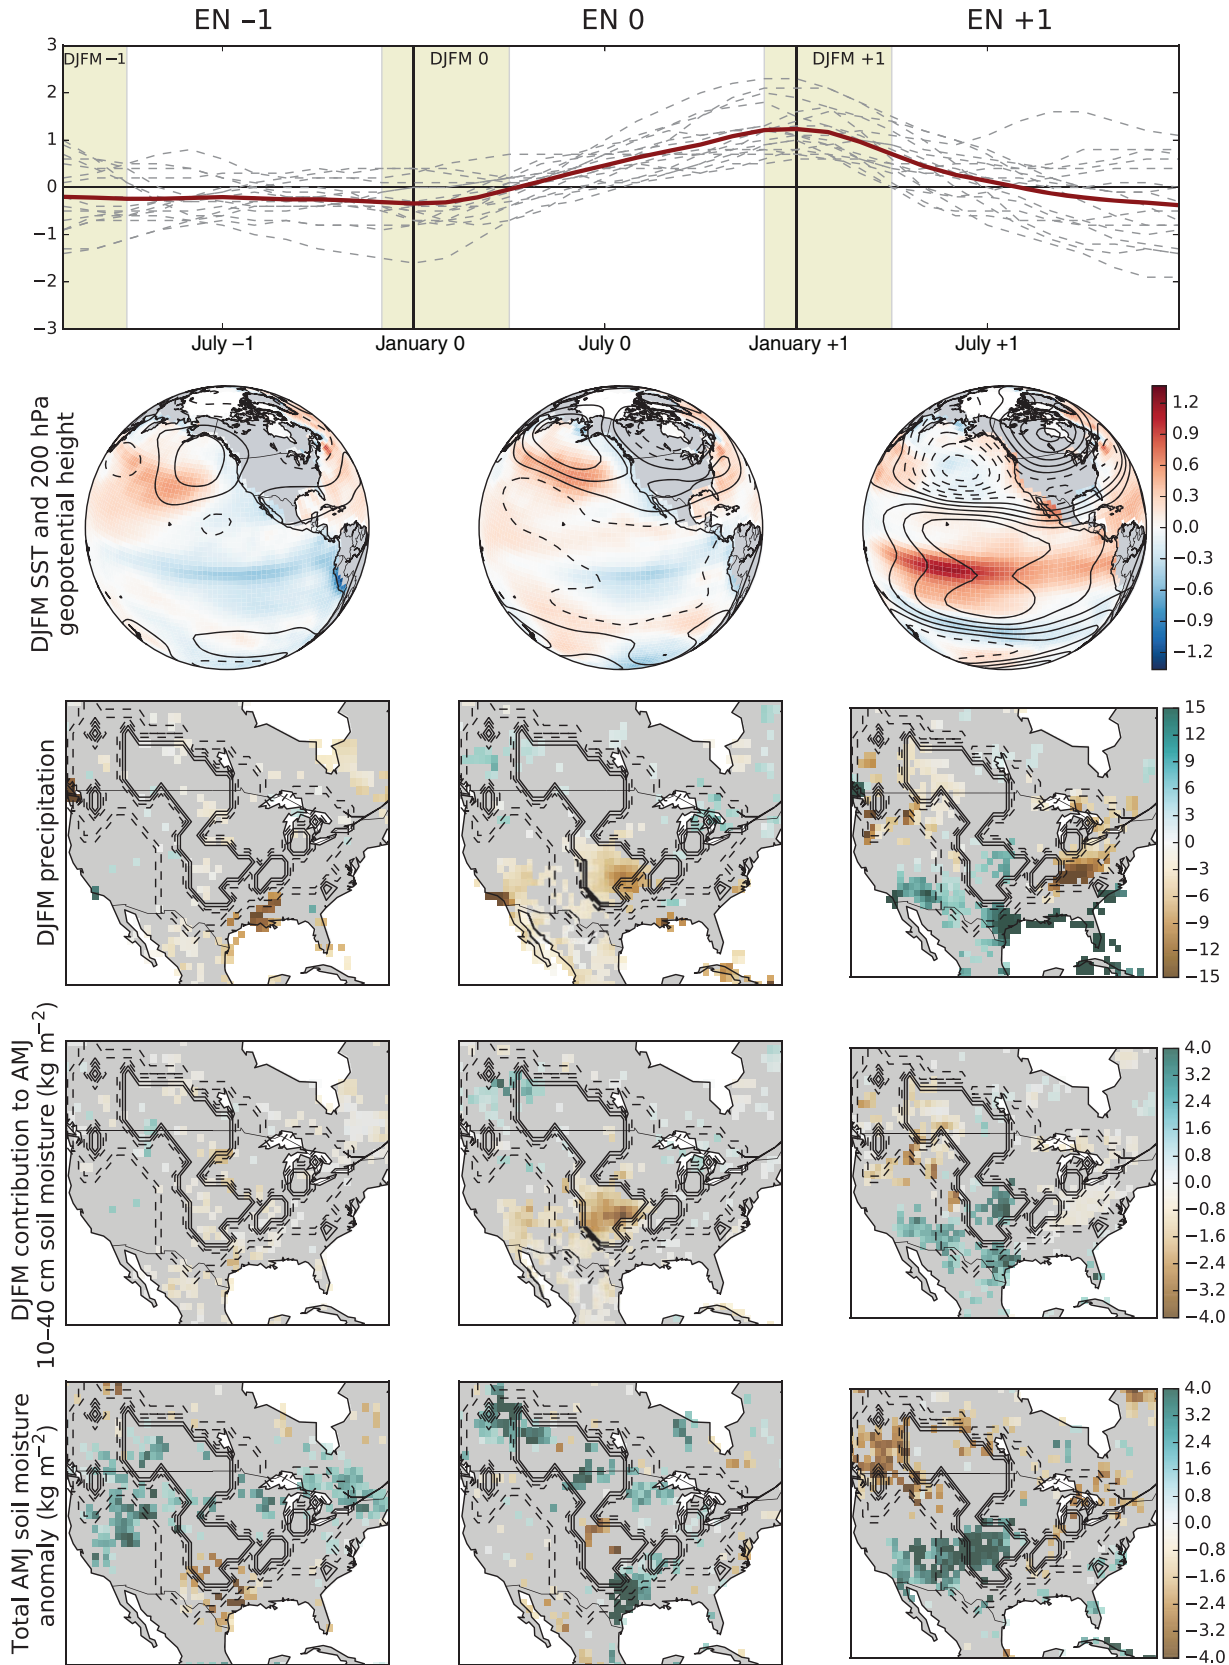 EN –1
EN 0
EN +1
3
2
1
0
−1
−2
−3
DJFM –1
DJFM 0
DJFM +1
July –1
January 0
July 0
January +1
July +1
DJFM SST and 200 hPa
geopotential height
1.2
0.9
0.6
0.3
0.0
−0.3
−0.6
−0.9
−1.2
DJFM precipitation
15
12
9
6
3
0
−3
−6
−9
−12
−15
DJFM contribution to AMJ
10–40 cm soil moisture (kg m−2)
4.0
3.2
2.4
1.6
0.8
0.0
−0.8
−1.6
−2.4
−3.2
−4.0
Total AMJ soil moisture
anomaly (kg m−2)
4.0
3.2
2.4
1.6
0.8
0.0
−0.8
−1.6
−2.4
−3.2
−4.0